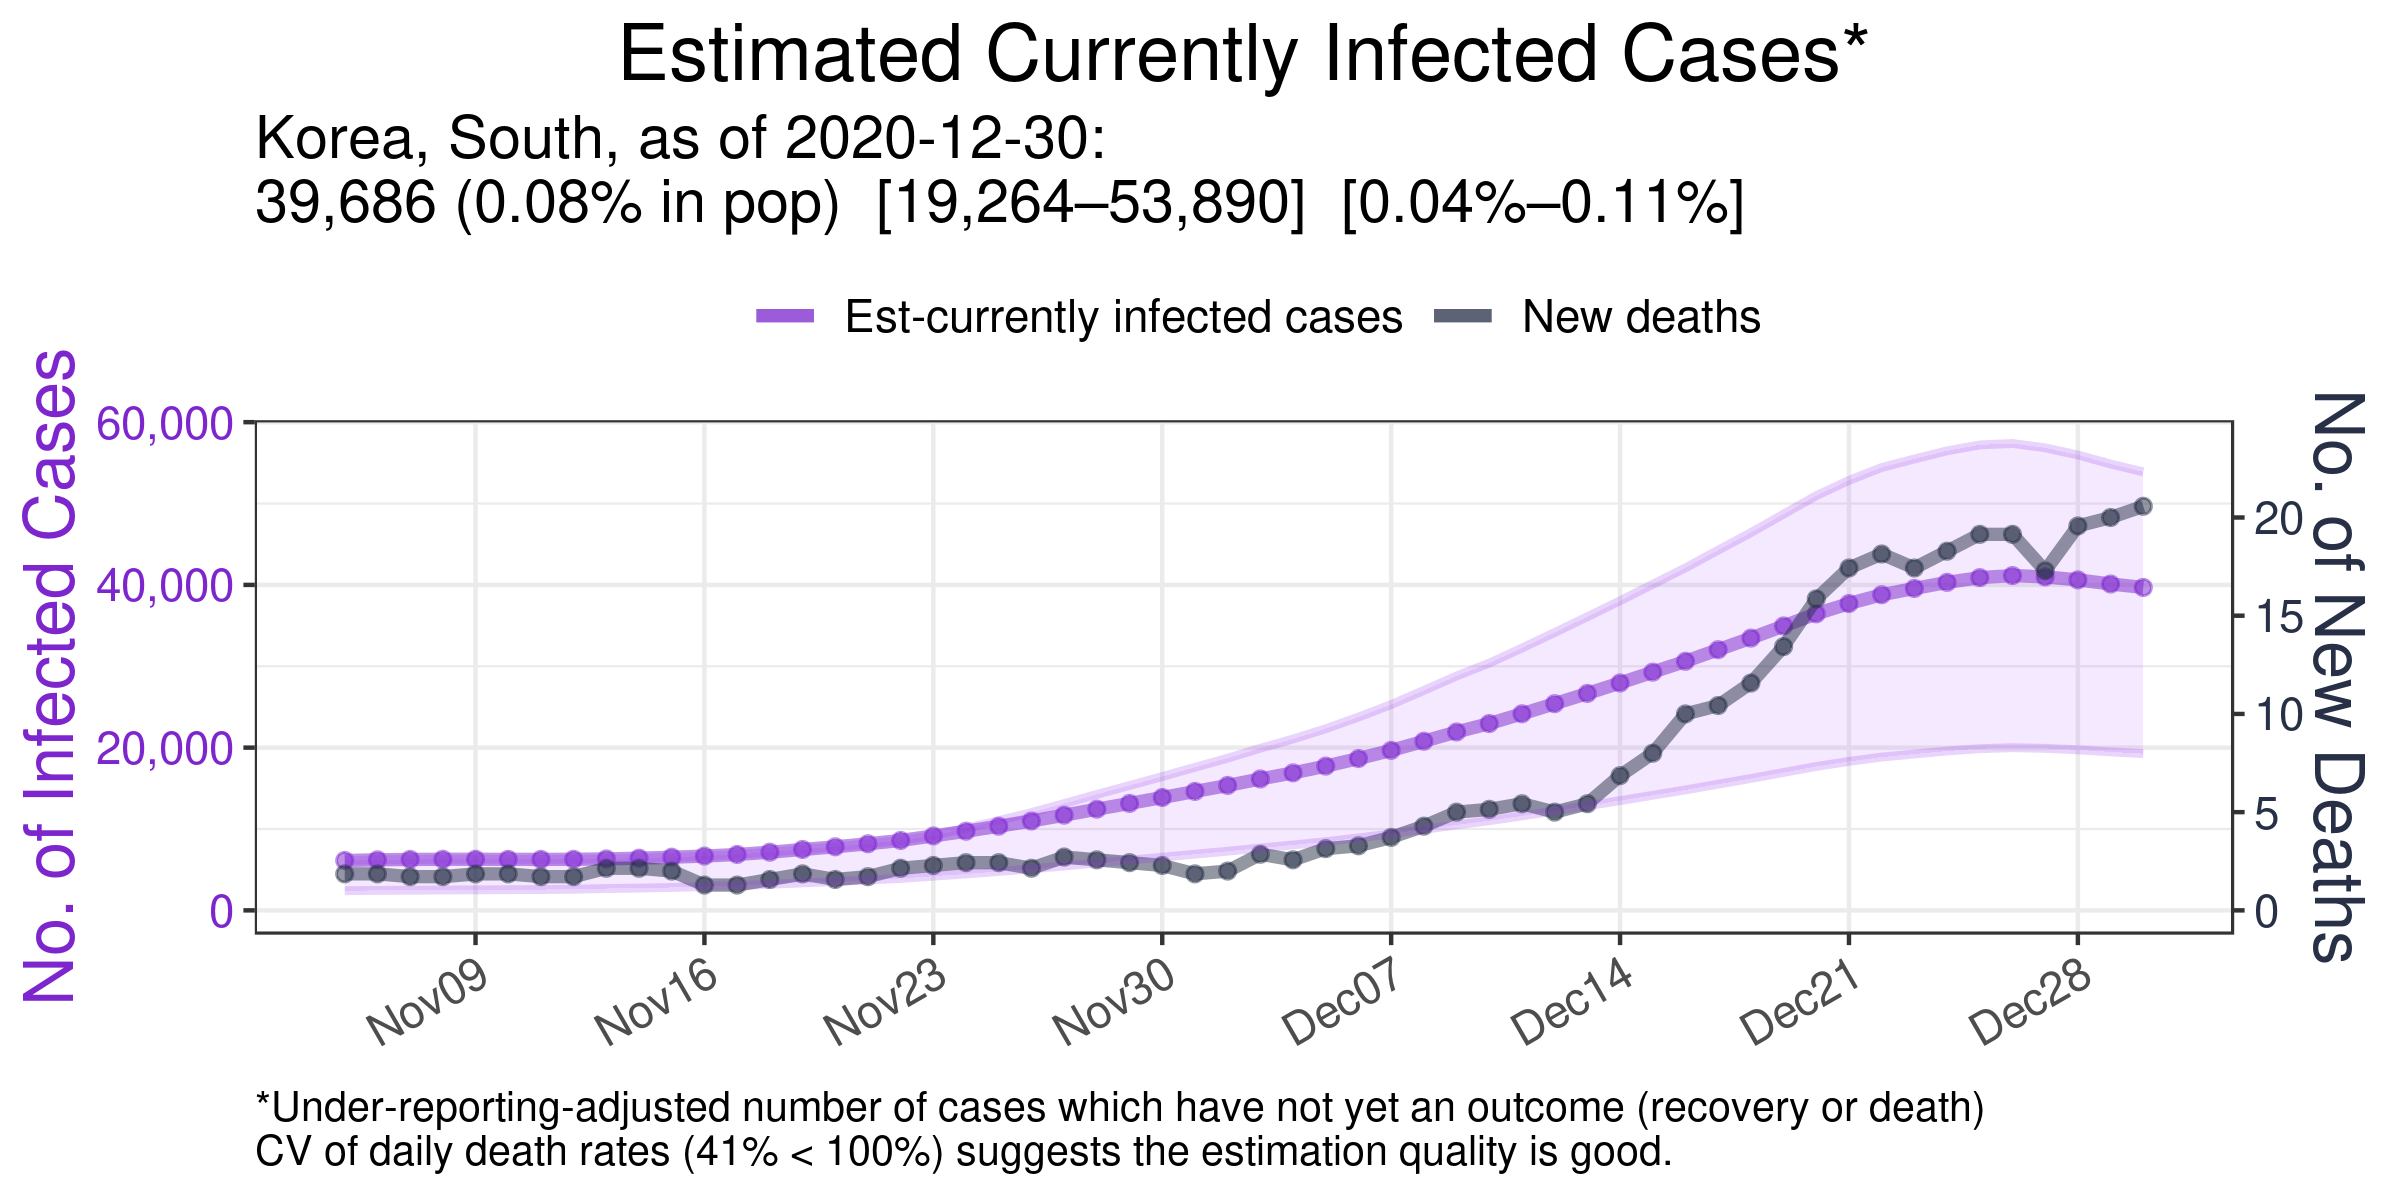 Estimated Currently Infected Cases*
Korea, South, as of 2020-12-30:
39,686 (0.08% in pop) [19,264–53,890] [0.04%–0.11%]
Est-currently infected cases
New deaths
No. of Infected Cases
60,000
40,000
20,000
0
No. of New Deaths
20
15
10
5
0
Nov09
Nov16
Nov23
Nov30
Dec07
Dec14
Dec21
Dec28
*Under-reporting-adjusted number of cases which have not yet an outcome (recovery or death)
CV of daily death rates (41% < 100%) suggests the estimation quality is good.